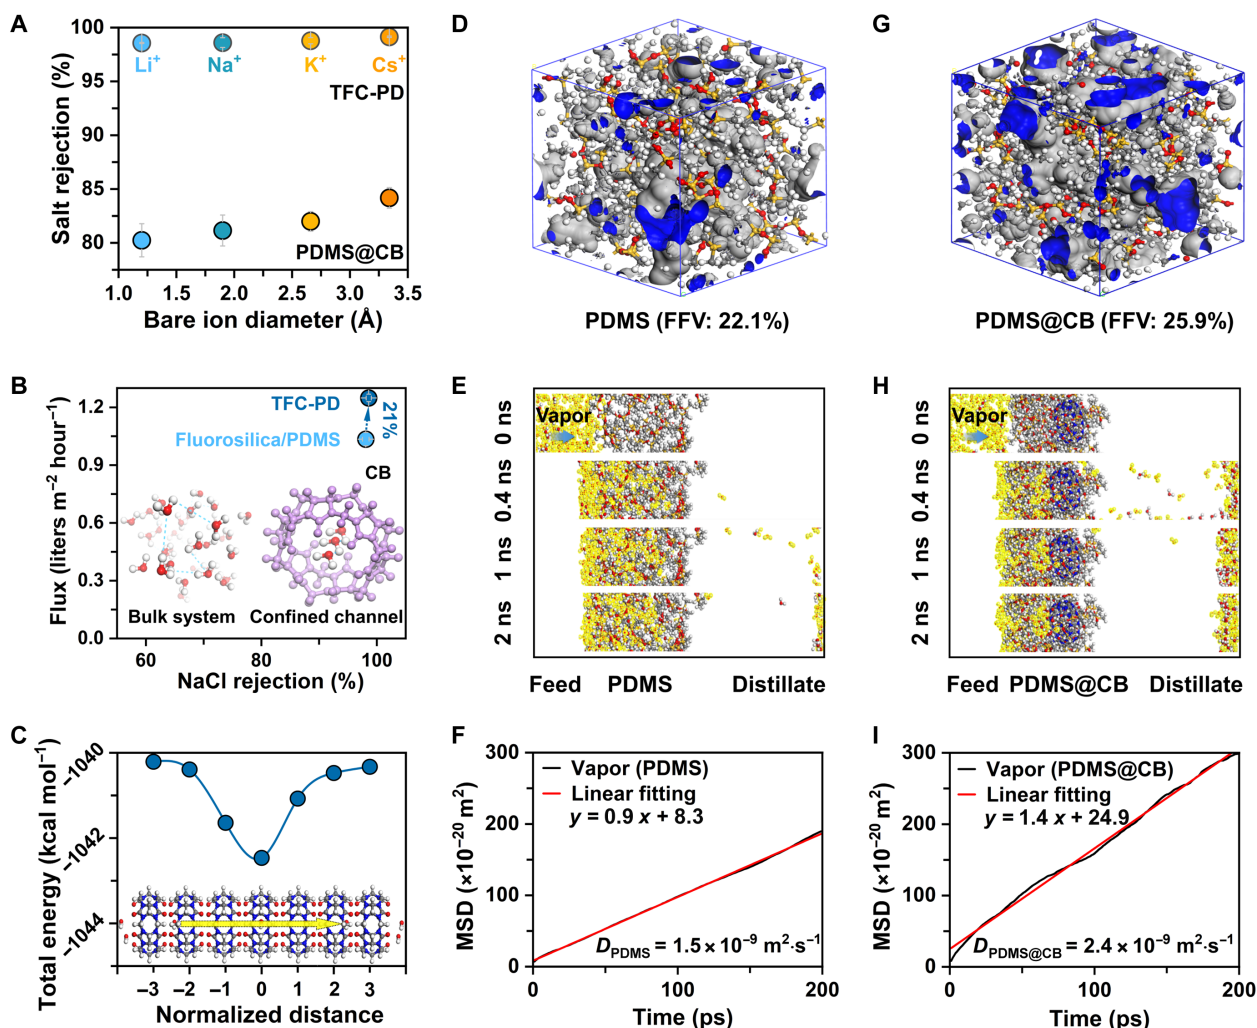 A
Salt rejection (%)
100
95
90
85
80
Li⁺
Na⁺
K⁺
Cs⁺
TFC-PD
PDMS@CB
1.0
1.5
2.0
2.5
3.0
3.5
Bare ion diameter (Å)
D
PDMS (FFV: 22.1%)
G
PDMS@CB (FFV: 25.9%)
B
Flux (liters m⁻² hour⁻¹)
1.2
0.9
0.6
0.3
0.0
TFC-PD
21%
Fluorosilica/PDMS
CB
Bulk system
Confined channel
60
80
100
NaCl rejection (%)
E
Vapor
0 ns
0.4 ns
1 ns
2 ns
Feed
PDMS
Distillate
H
Vapor
0 ns
0.4 ns
1 ns
2 ns
Feed
PDMS@CB
Distillate
C
Total energy (kcal mol⁻¹)
−1040
−1042
−1044
−3
−2
−1
0
1
2
3
Normalized distance
F
MSD (×10⁻²⁰ m²)
300
200
100
0
Vapor (PDMS)
Linear fitting
y = 0.9 x + 8.3
D_PDMS = 1.5 × 10⁻⁹ m²·s⁻¹
0
100
200
Time (ps)
I
MSD (×10⁻²⁰ m²)
300
200
100
0
Vapor (PDMS@CB)
Linear fitting
y = 1.4 x + 24.9
D_PDMS@CB = 2.4 × 10⁻⁹ m²·s⁻¹
0
100
200
Time (ps)